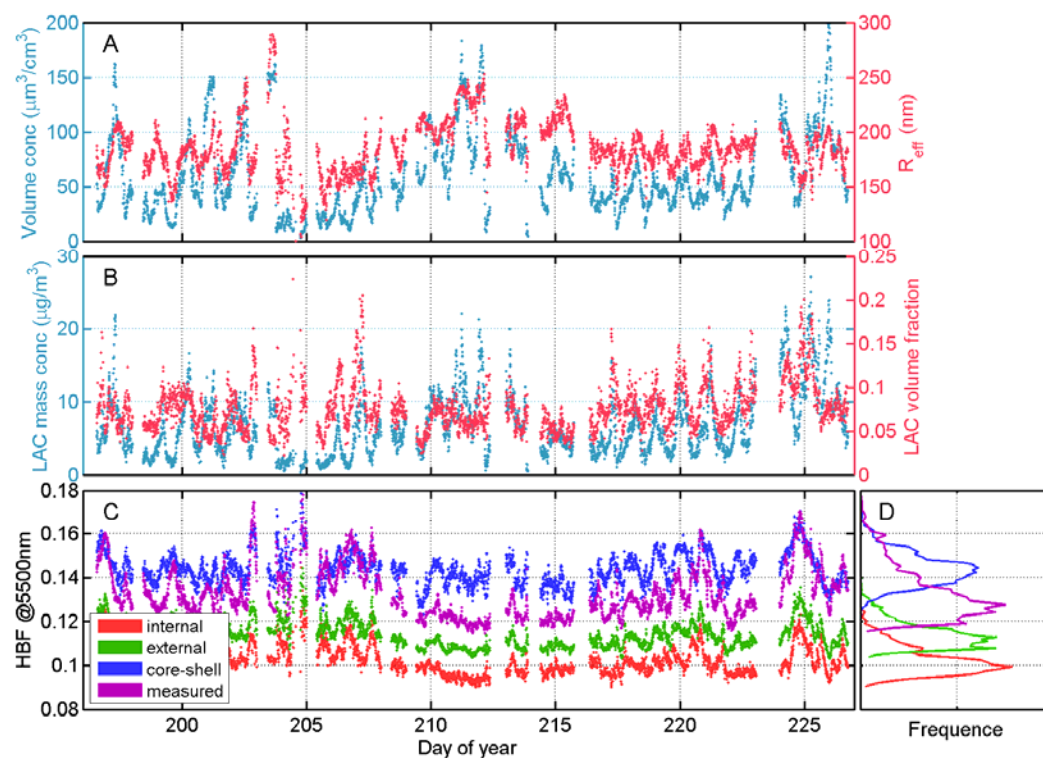 A
Volume conc (μm³/cm³)
200
150
100
50
0
300
250
200
150
100
R_eff (nm)
B
LAC mass conc (μg/m³)
30
20
10
0
0.25
0.2
0.15
0.1
0.05
0
LAC volume fraction
C
HBF @5500nm
0.18
0.16
0.14
0.12
0.1
0.08
internal
external
core-shell
measured
200
205
210
215
220
225
Day of year
D
Frequence